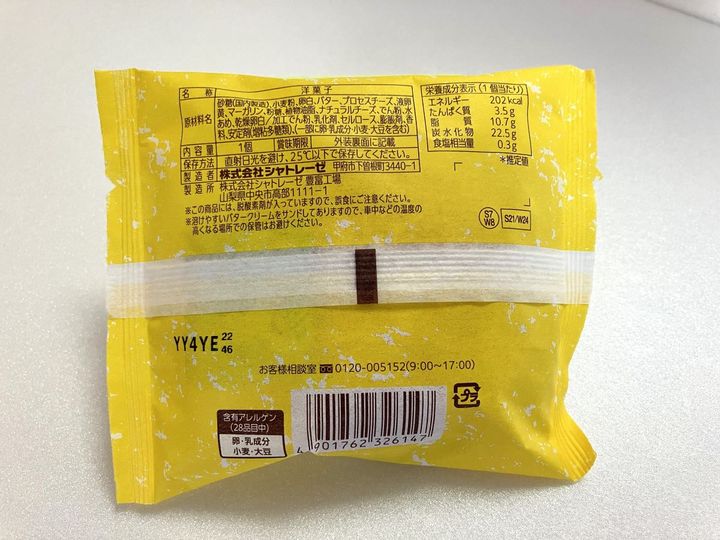 名称 洋菓子
原材料名 砂糖(国内製造)、小麦粉、卵白、バター、プロセスチーズ、液卵
黄、マーガリン、粉糖、植物油脂、ナチュラルチーズ、でん粉、水
あめ、乾燥卵白/加工でん粉、乳化剤、セルロース、膨脹剤、香
料、安定剤(増粘多糖類)、(一部に卵・乳成分・小麦・大豆を含む)
内容量 1個 賞味期限 外装裏面に記載
保存方法 直射日光を避け、25℃以下で保存してください。
製造者 株式会社シャトレーゼ 甲府市下曽根町3440-1
製造所 株式会社シャトレーゼ 豊富工場
山梨県中央市高部1111-1
※この商品には、脱酸素剤が入っていますので、誤食にご注意ください。
※溶けやすいバタークリームをサンドしてありますので、車中などの温度の
高くなる場所での保管はお避けください。
栄養成分表示(1個当たり)
エネルギー 202kcal
たんぱく質 3.5g
脂質 10.7g
炭水化物 22.5g
食塩相当量 0.3g
*推定値
S7
W8
S21/W24
YY4YE 22
46
お客様相談室 0120-005152(9:00~17:00)
含有アレルゲン
(28品目中)
卵・乳成分
小麦・大豆
4901762326147
プラ